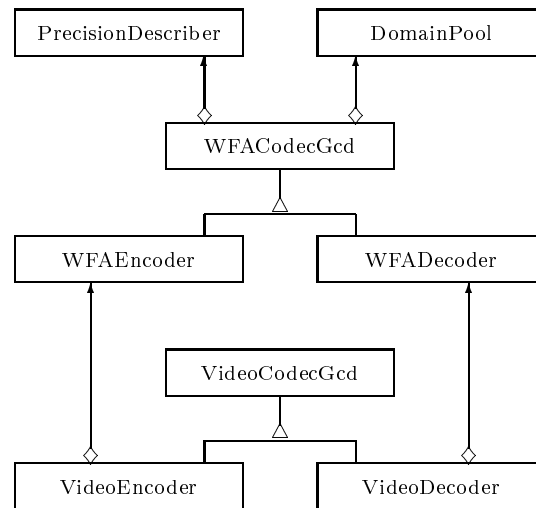 PrecisionDescriber
DomainPool
WFACodecGcd
WFAEncoder
WFADecoder
VideoCodecGcd
VideoEncoder
VideoDecoder